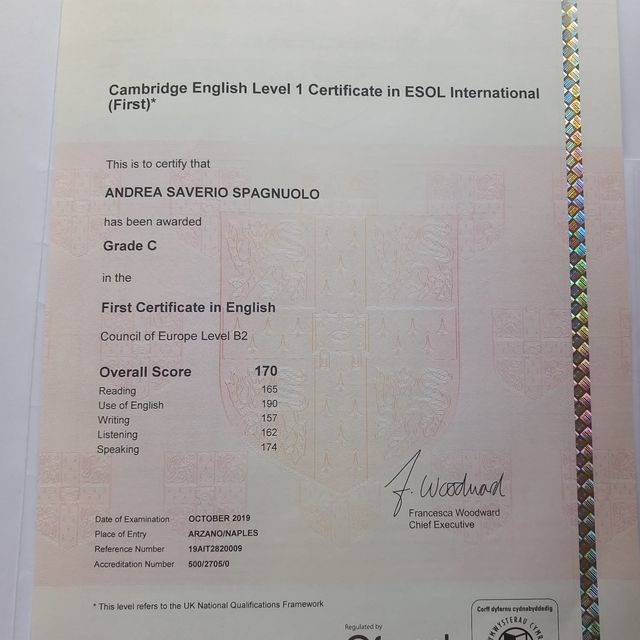 Cambridge English Level 1 Certificate in ESOL International
(First)*
This is to certify that
ANDREA SAVERIO SPAGNUOLO
has been awarded
Grade C
in the
First Certificate in English
Council of Europe Level B2
Overall Score 170
Reading 165
Use of English 190
Writing 157
Listening 162
Speaking 174
F. Woodward
Francesca Woodward
Chief Executive
Date of Examination OCTOBER 2019
Place of Entry ARZANO/NAPLES
Reference Number 19AIT2820009
Accreditation Number 500/2705/0
* This level refers to the UK National Qualifications Framework
Regulated by
Corff dyfarnu cydnabyddedig